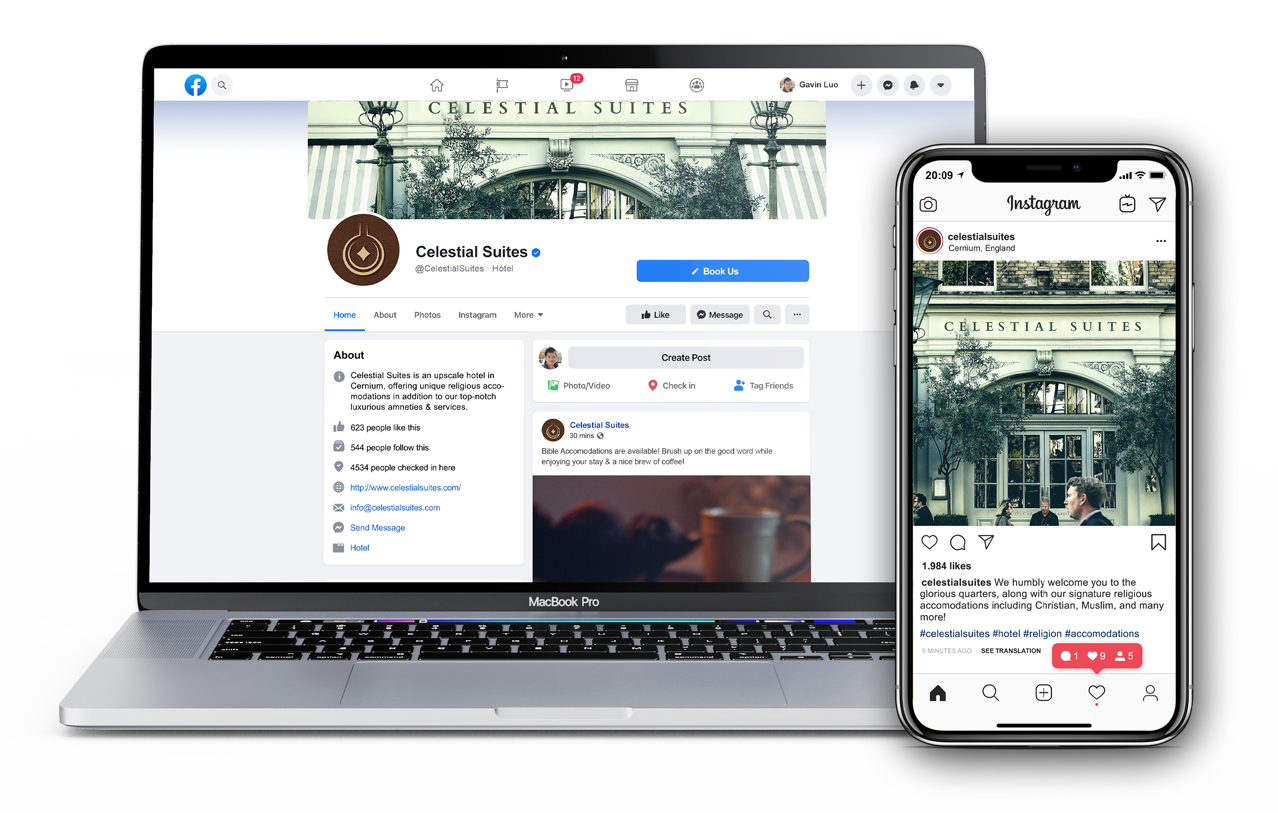 12
Gavin Luo
CELESTIAL SUITES
Celestial Suites
@CelestialSuites · Hotel
Book Us
Home
About
Photos
Instagram
More
Like
Message
About
Celestial Suites is an upscale hotel in
Cernium, offering unique religious acco-
modations in addition to our top-notch
luxurious amneties & services.
623 people like this
544 people follow this
4534 people checked in here
http://www.celestialsuites.com/
info@celestialsuites.com
Send Message
Hotel
Create Post
Photo/Video
Check in
Tag Friends
Celestial Suites
30 mins
Bible Accomodations are available! Brush up on the good word while
enjoying your stay & a nice brew of coffee!
MacBook Pro
20:09
Instagram
celestialsuites
Cernium, England
CELESTIAL SUITES
1.984 likes
celestialsuites We humbly welcome you to the
glorious quarters, along with our signature religious
accomodations including Christian, Muslim, and many
more!
#celestialsuites #hotel #religion #accomodations
9 MINUTES AGO · SEE TRANSLATION
1 9 5